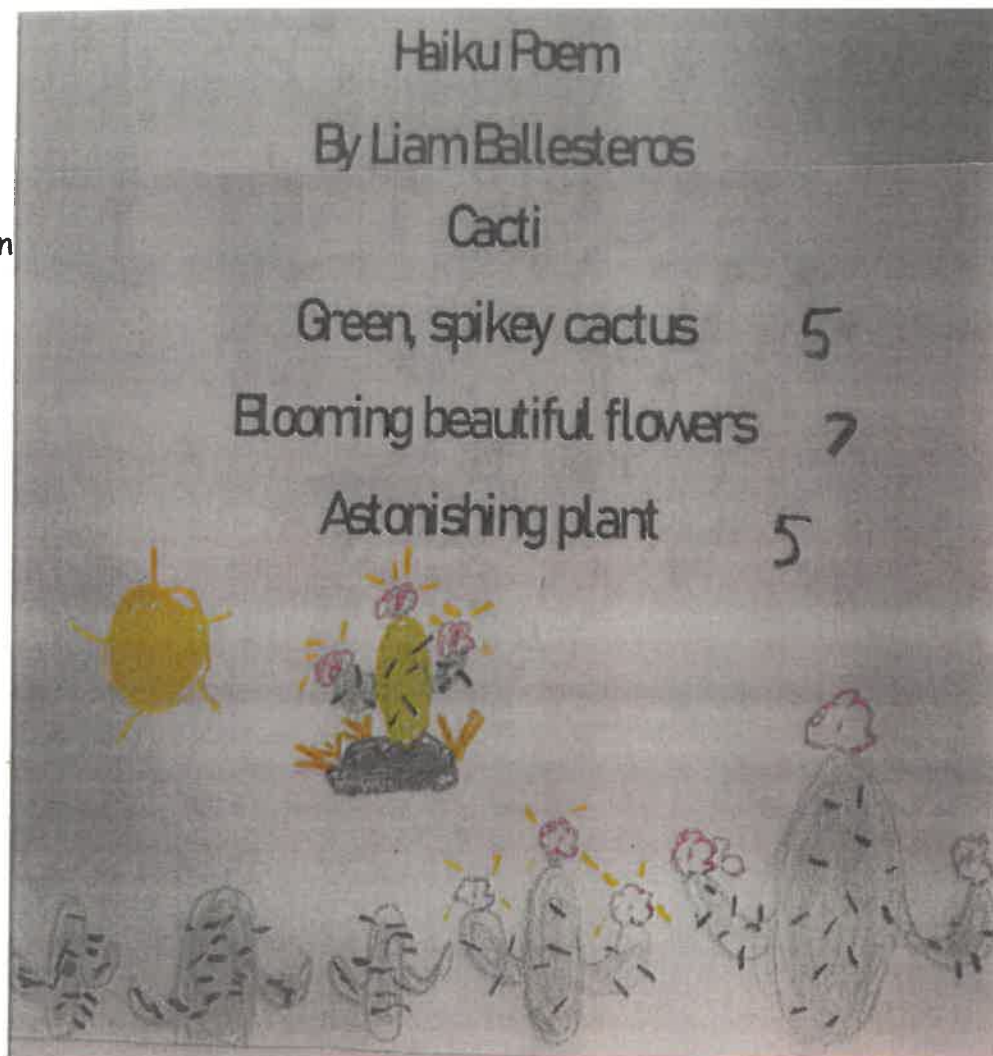 Haiku Poem
By Liam Ballesteros
Cacti
Green, spikey cactus 5
Blooming beautiful flowers 7
Astonishing plant 5